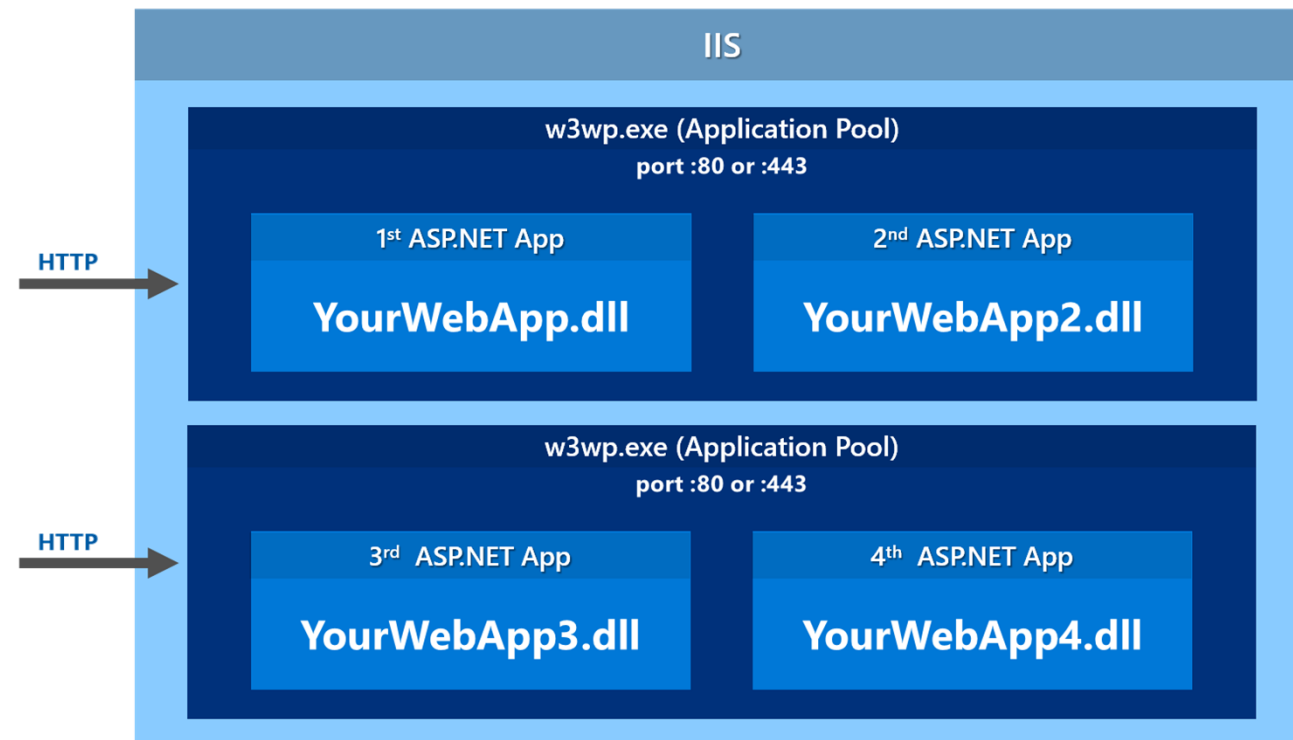 IIS
w3wp.exe (Application Pool)
port :80 or :443
1st ASP.NET App
2nd ASP.NET App
HTTP
YourWebApp.dll
YourWebApp2.dll
w3wp.exe (Application Pool)
port :80 or :443
3rd ASP.NET App
4th ASP.NET App
HTTP
YourWebApp3.dll
YourWebApp4.dll